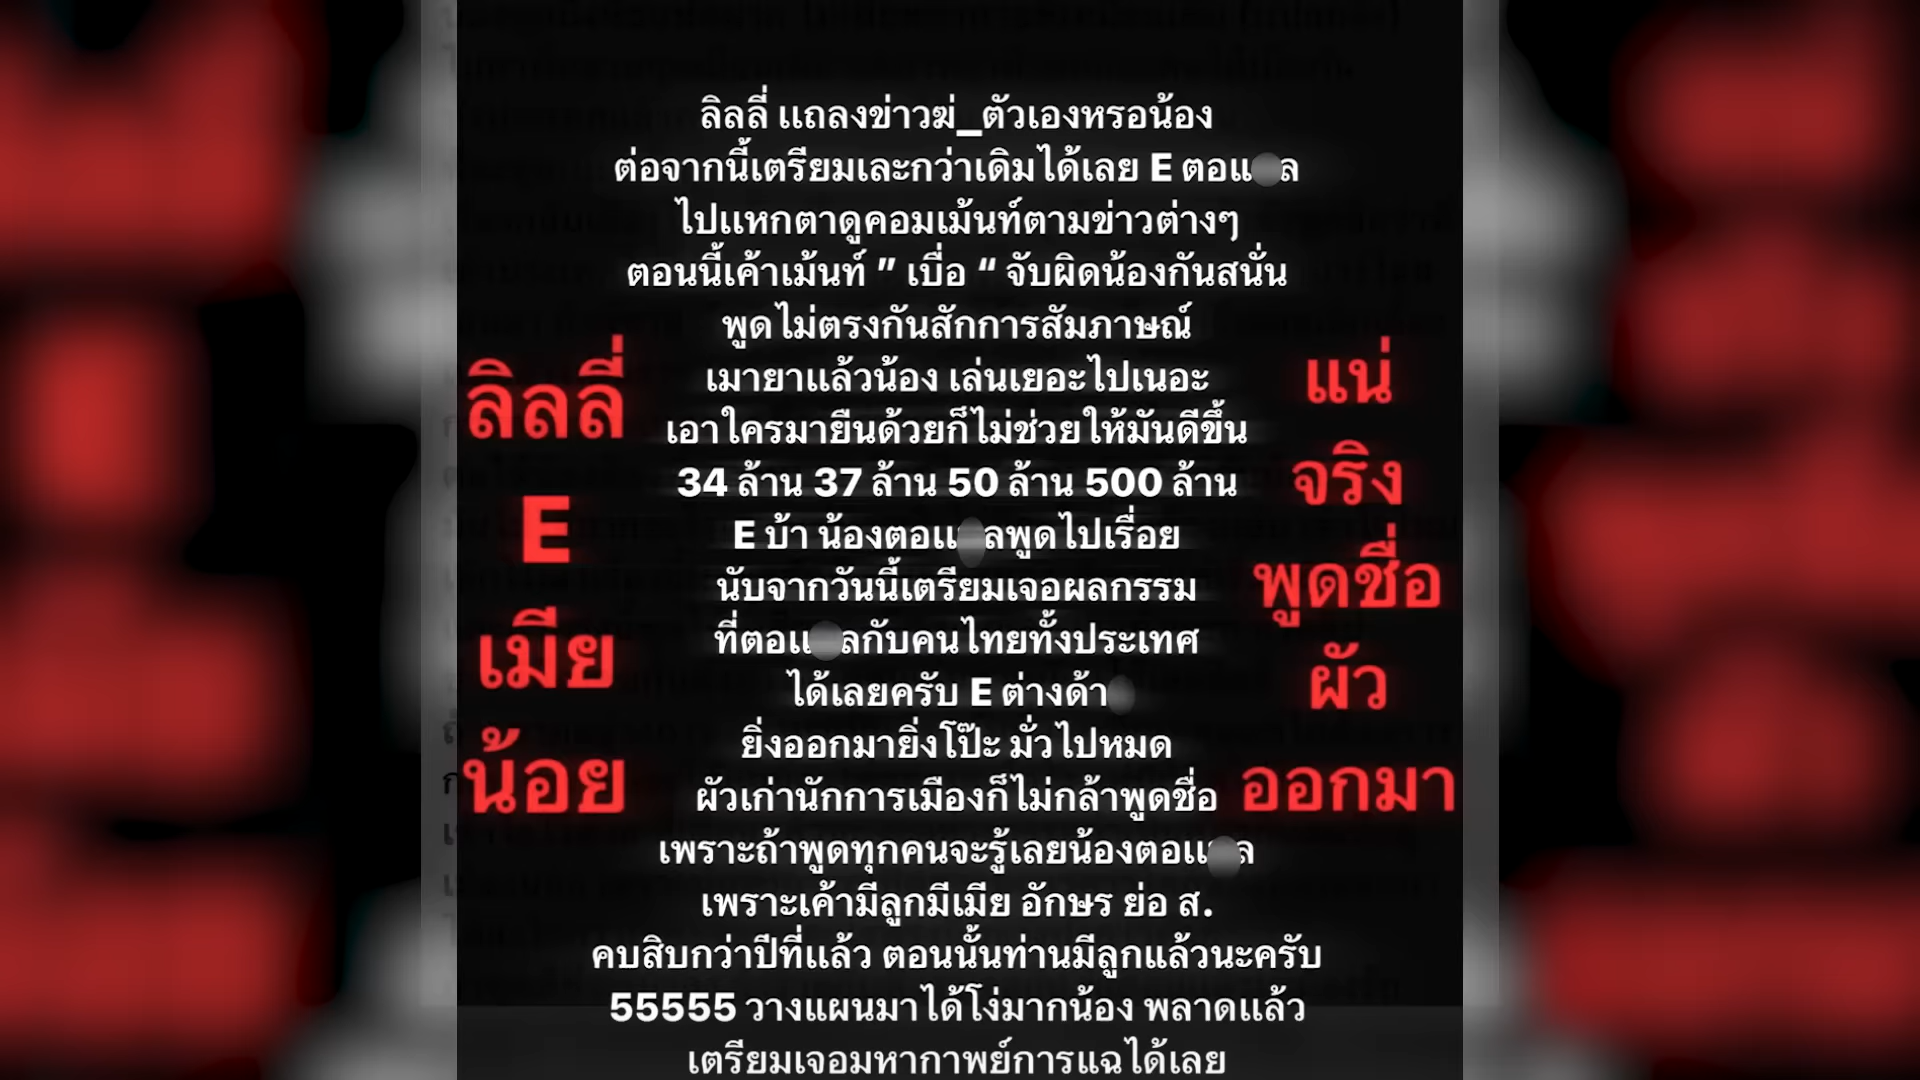 ลิลลี่ แถลงข่าวฆ่_ตัวเองหรอน้อง
ต่อจากนี้เตรียมเละกว่าเดิมได้เลย E ตอแ ล
ไปแหกตาดูคอมเม้นท์ตามข่าวต่างๆ
ตอนนี้เค้าเม้นท์ ” เบื่อ “ จับผิดน้องกันสนั่น
พูดไม่ตรงกันสักการสัมภาษณ์
เมายาแล้วน้อง เล่นเยอะไปเนอะ
เอาใครมายืนด้วยก็ไม่ช่วยให้มันดีขึ้น
34 ล้าน 37 ล้าน 50 ล้าน 500 ล้าน
E บ้า น้องตอแ ลพูดไปเรื่อย
นับจากวันนี้เตรียมเจอผลกรรม
ที่ตอแ ลกับคนไทยทั้งประเทศ
ได้เลยครับ E ต่างด้า
ยิ่งออกมายิ่งโป๊ะ มั่วไปหมด
ผัวเก่านักการเมืองก็ไม่กล้าพูดชื่อ
เพราะถ้าพูดทุกคนจะรู้เลยน้องตอแ ล
เพราะเค้ามีลูกมีเมีย อักษร ย่อ ส.
คบสิบกว่าปีที่แล้ว ตอนนั้นท่านมีลูกแล้วนะครับ
55555 วางแผนมาได้โง่มากน้อง พลาดแล้ว
เตรียมเจอมหากาพย์การแฉได้เลย
ลิลลี่
E
เมีย
น้อย
แน่
จริง
พูดชื่อ
ผัว
ออกมา